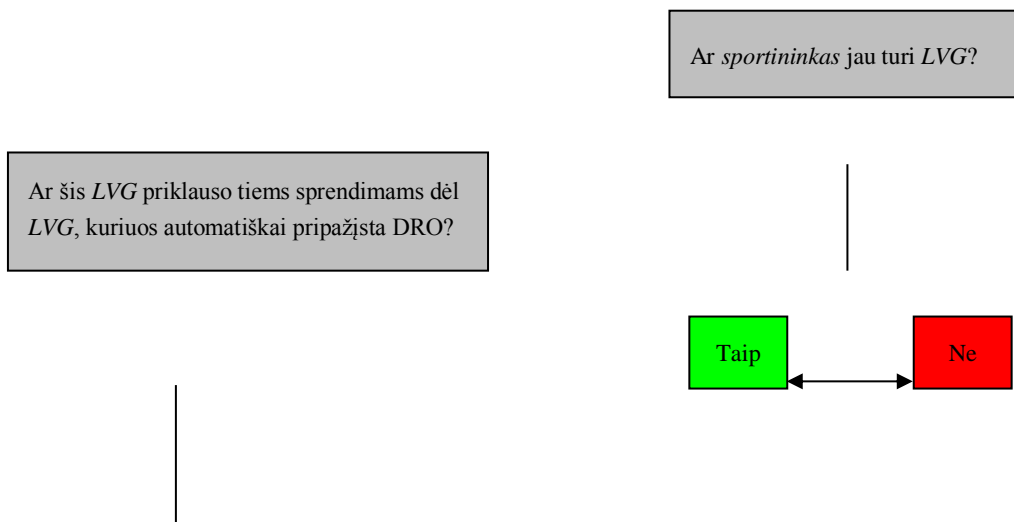 Ar sportininkas jau turi LVG?
Ar šis LVG priklauso tiems sprendimams dėl
LVG, kuriuos automatiškai pripažįsta DRO?
Taip
Ne